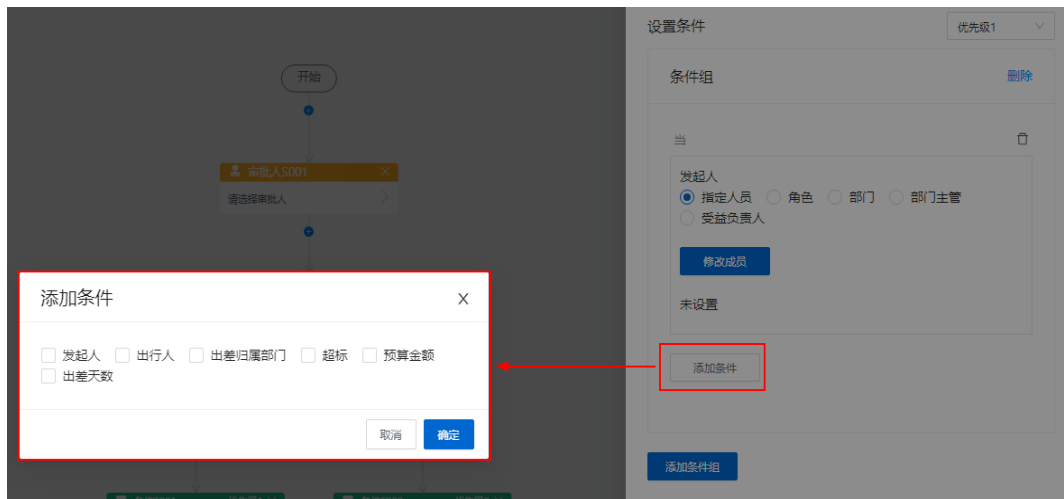 设置条件
优先级1
开始
条件组
删除
当
审批人S001
请选择审批人
发起人
指定人员
角色
部门
部门主管
受益负责人
修改成员
未设置
添加条件
添加条件
发起人
出行人
出差归属部门
超标
预算金额
出差天数
取消
确定
添加条件组